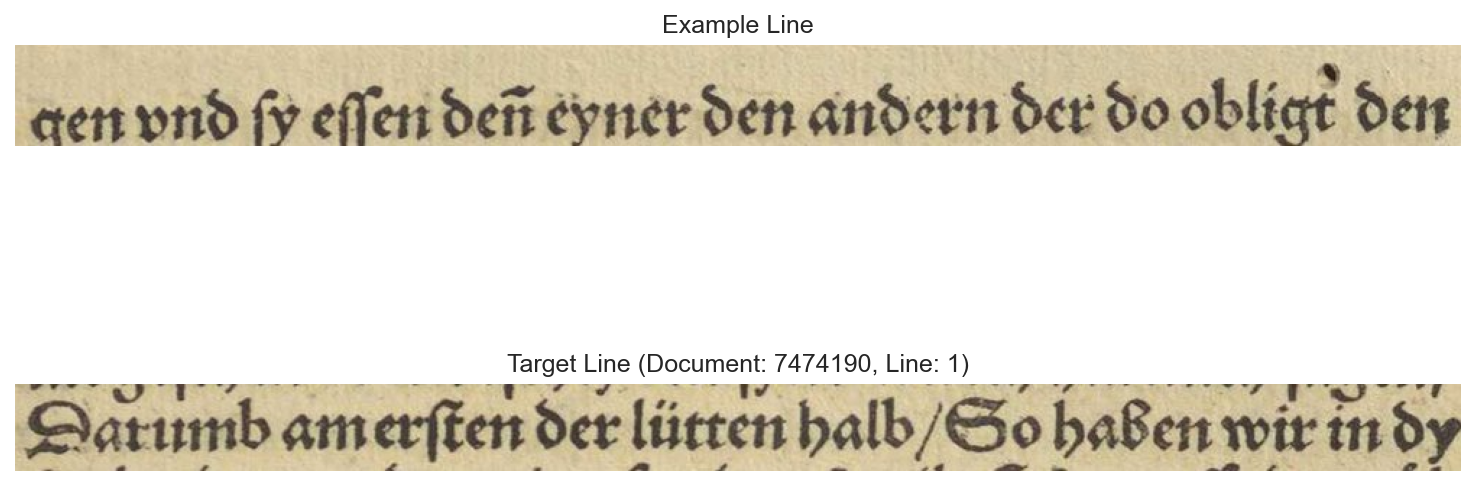 Example Line
gen vnd ſy eſſen deñ eyner den andern der do obligt den
Target Line (Document: 7474190, Line: 1)
Darumb am erſten der lütten halb / So haben wir in dy